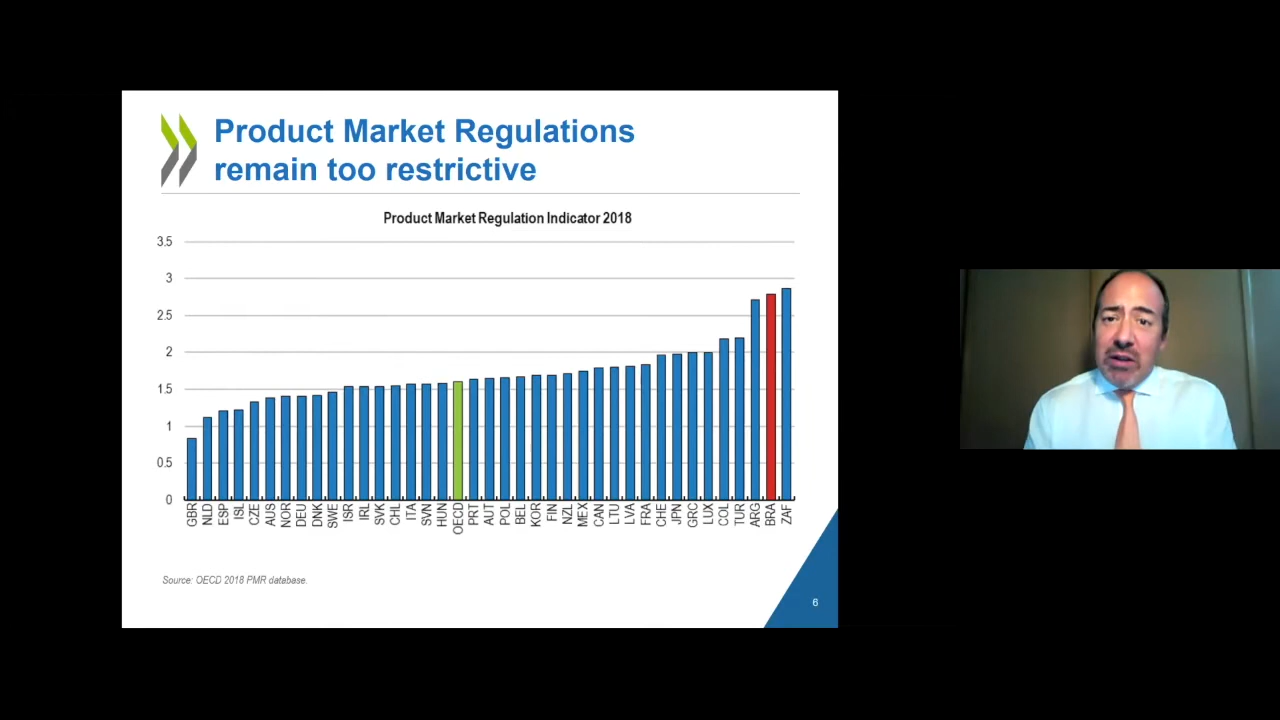 Product Market Regulations
remain too restrictive
Product Market Regulation Indicator 2018
3.5
3
2.5
2
1.5
1
0.5
0
GBR NLD ESP ISL CZE AUS NOR DEU DNK SWE ISR IRL SVK CHL ITA SVN HUN OECD PRT AUT POL BEL KOR FIN NZL MEX CAN LTU LVA FRA CHE JPN GRC LUX COL TUR ARG BRA ZAF
Source: OECD 2018 PMR database.
6